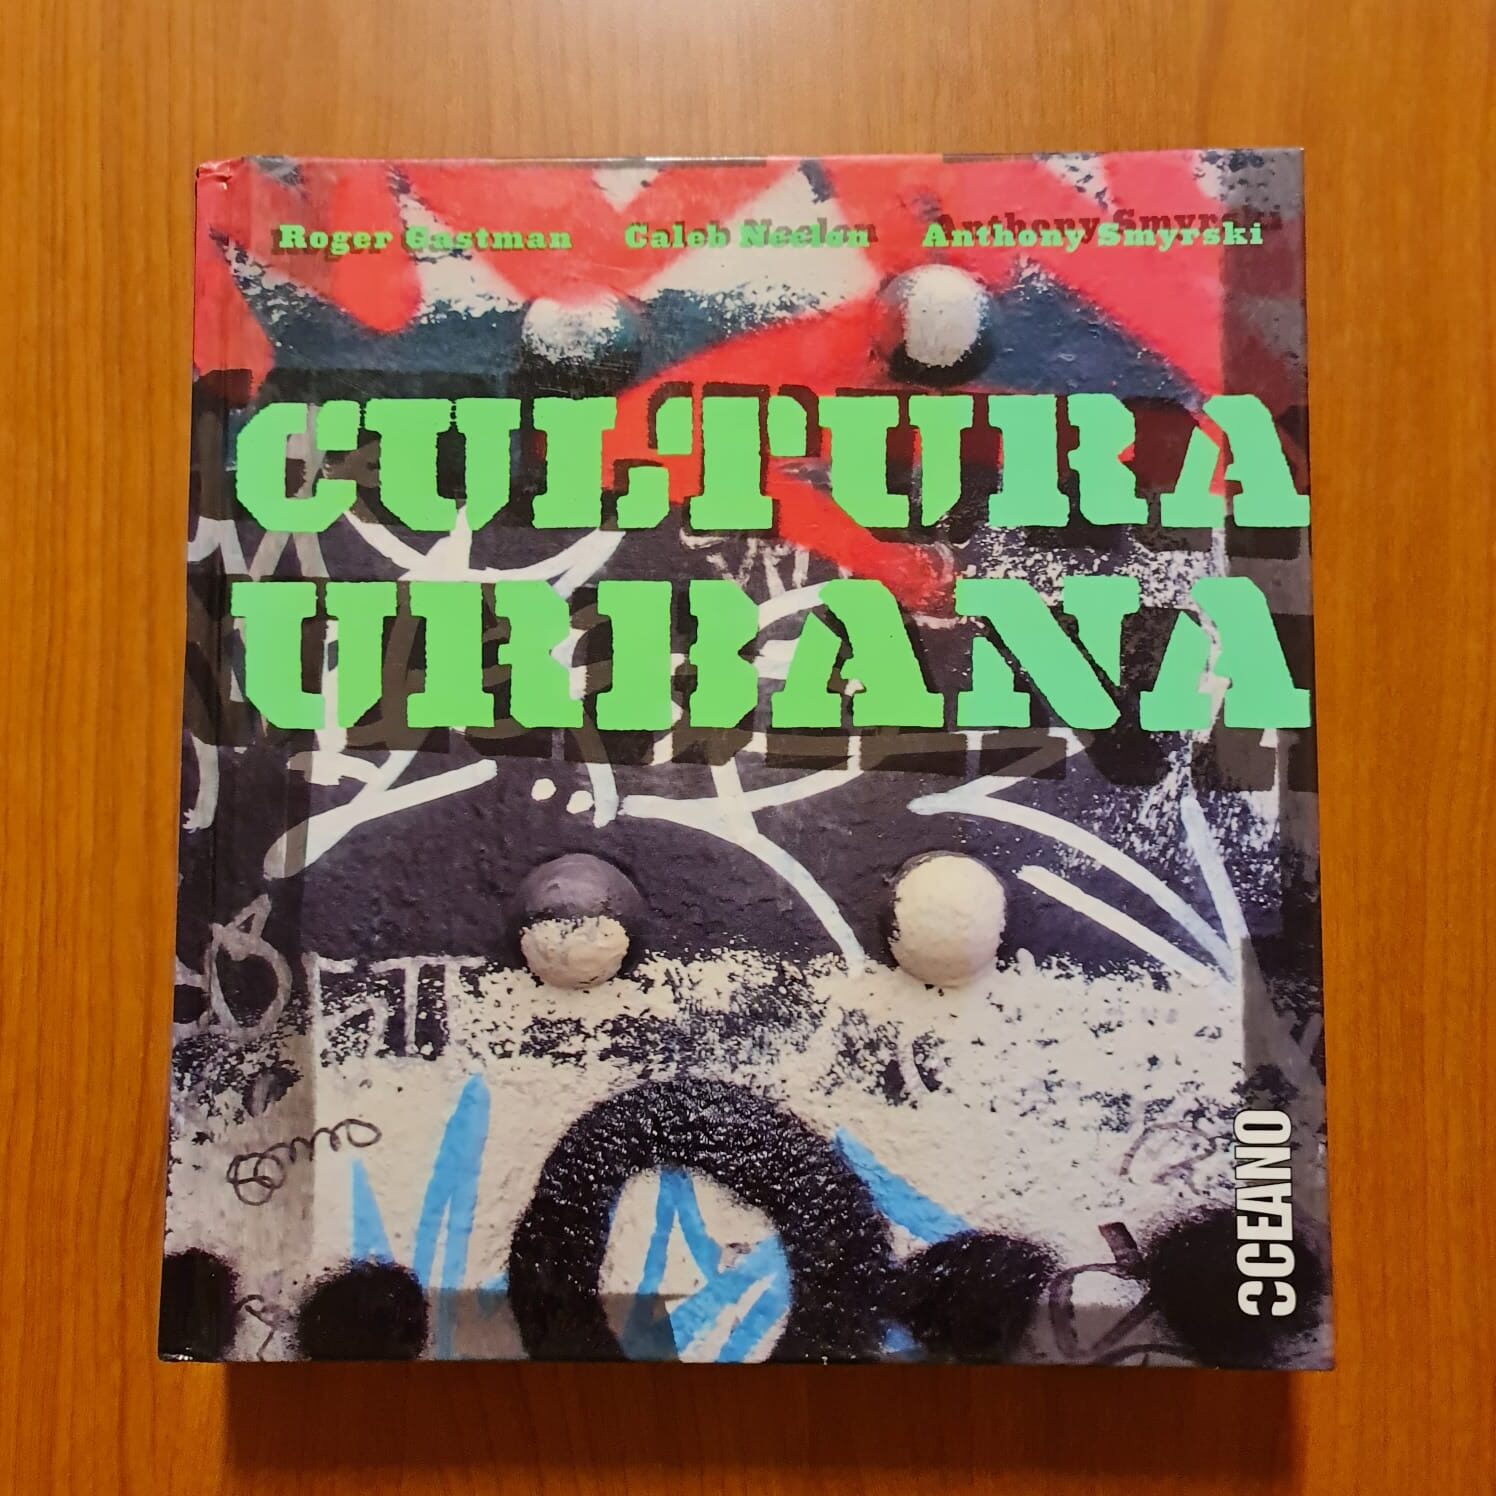 Roger Gastman Caleb Neelon Anthony Smyrski
CULTURA
URBANA
OCEANO